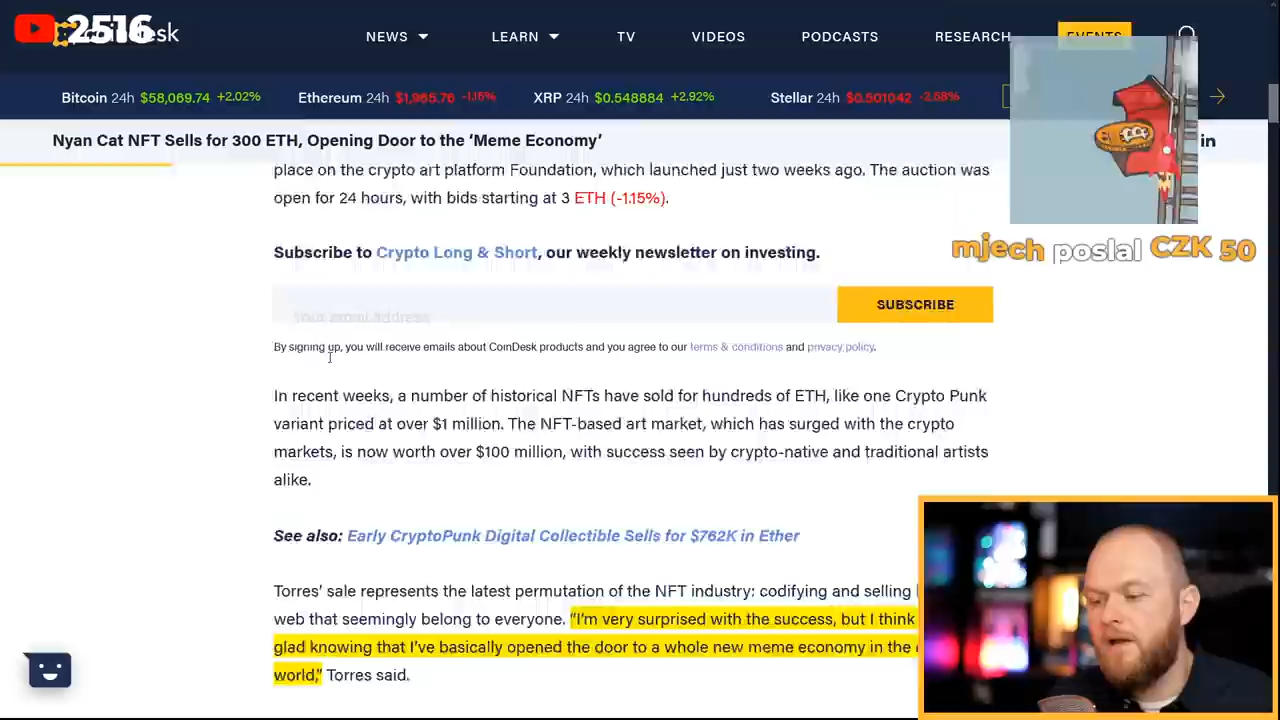 2516
desk
NEWS
LEARN
TV
VIDEOS
PODCASTS
RESEARCH
EVENTS
Bitcoin 24h $58,069.74 +2.02%
Ethereum 24h $1,965.76 -1.15%
XRP 24h $0.548884 +2.92%
Stellar 24h $0.501042 -2.58%
Nyan Cat NFT Sells for 300 ETH, Opening Door to the ‘Meme Economy’
in
place on the crypto art platform Foundation, which launched just two weeks ago. The auction was
open for 24 hours, with bids starting at 3 ETH (-1.15%).
mjech poslal CZK 50
Subscribe to Crypto Long & Short, our weekly newsletter on investing.
Your email address
SUBSCRIBE
By signing up, you will receive emails about CoinDesk products and you agree to our terms & conditions and privacy policy.
In recent weeks, a number of historical NFTs have sold for hundreds of ETH, like one Crypto Punk
variant priced at over $1 million. The NFT-based art market, which has surged with the crypto
markets, is now worth over $100 million, with success seen by crypto-native and traditional artists
alike.
See also: Early CryptoPunk Digital Collectible Sells for $762K in Ether
Torres’ sale represents the latest permutation of the NFT industry: codifying and selling
web that seemingly belong to everyone. “I’m very surprised with the success, but I think
glad knowing that I’ve basically opened the door to a whole new meme economy in the
world,” Torres said.